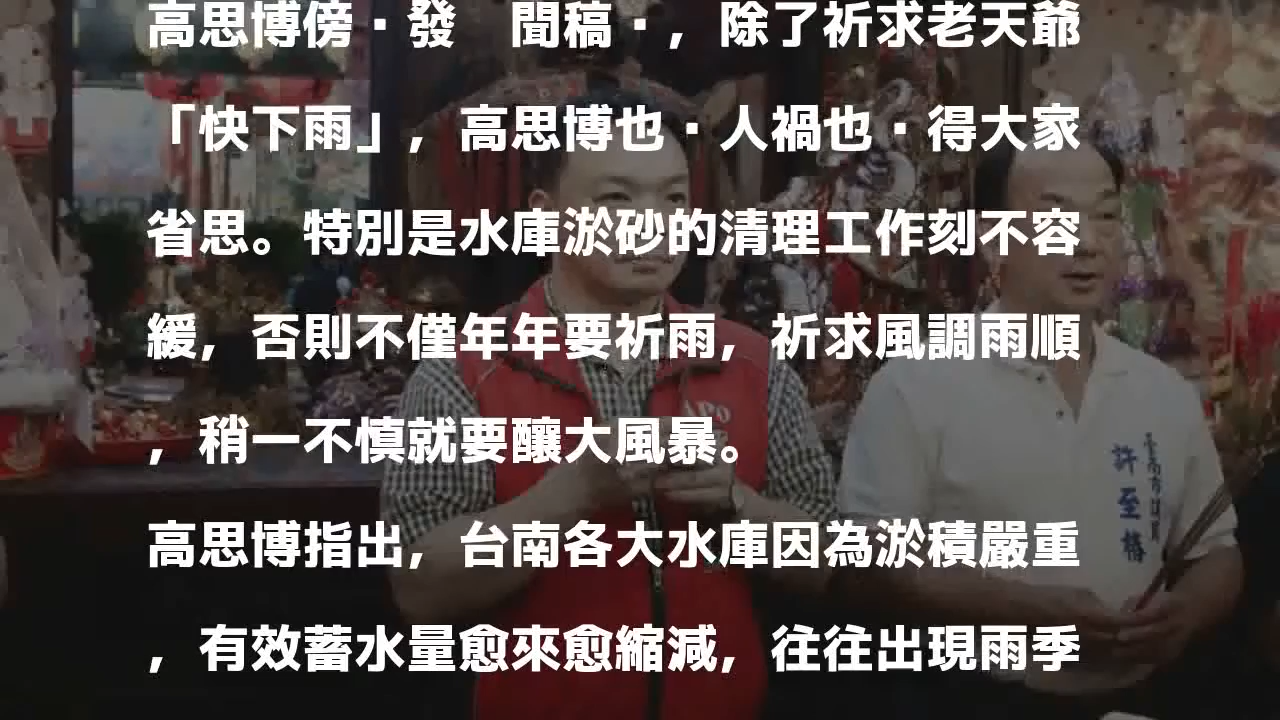 高思博傍▪發　聞稿▪，除了祈求老天爺
「快下雨」，高思博也▪人禍也▪得大家
省思。特別是水庫淤砂的清理工作刻不容
緩，否則不僅年年要祈雨，祈求風調雨順
，稍一不慎就要釀大風暴。
高思博指出，台南各大水庫因為淤積嚴重
，有效蓄水量愈來愈縮減，往往出現雨季
臺南市議員
許至椿